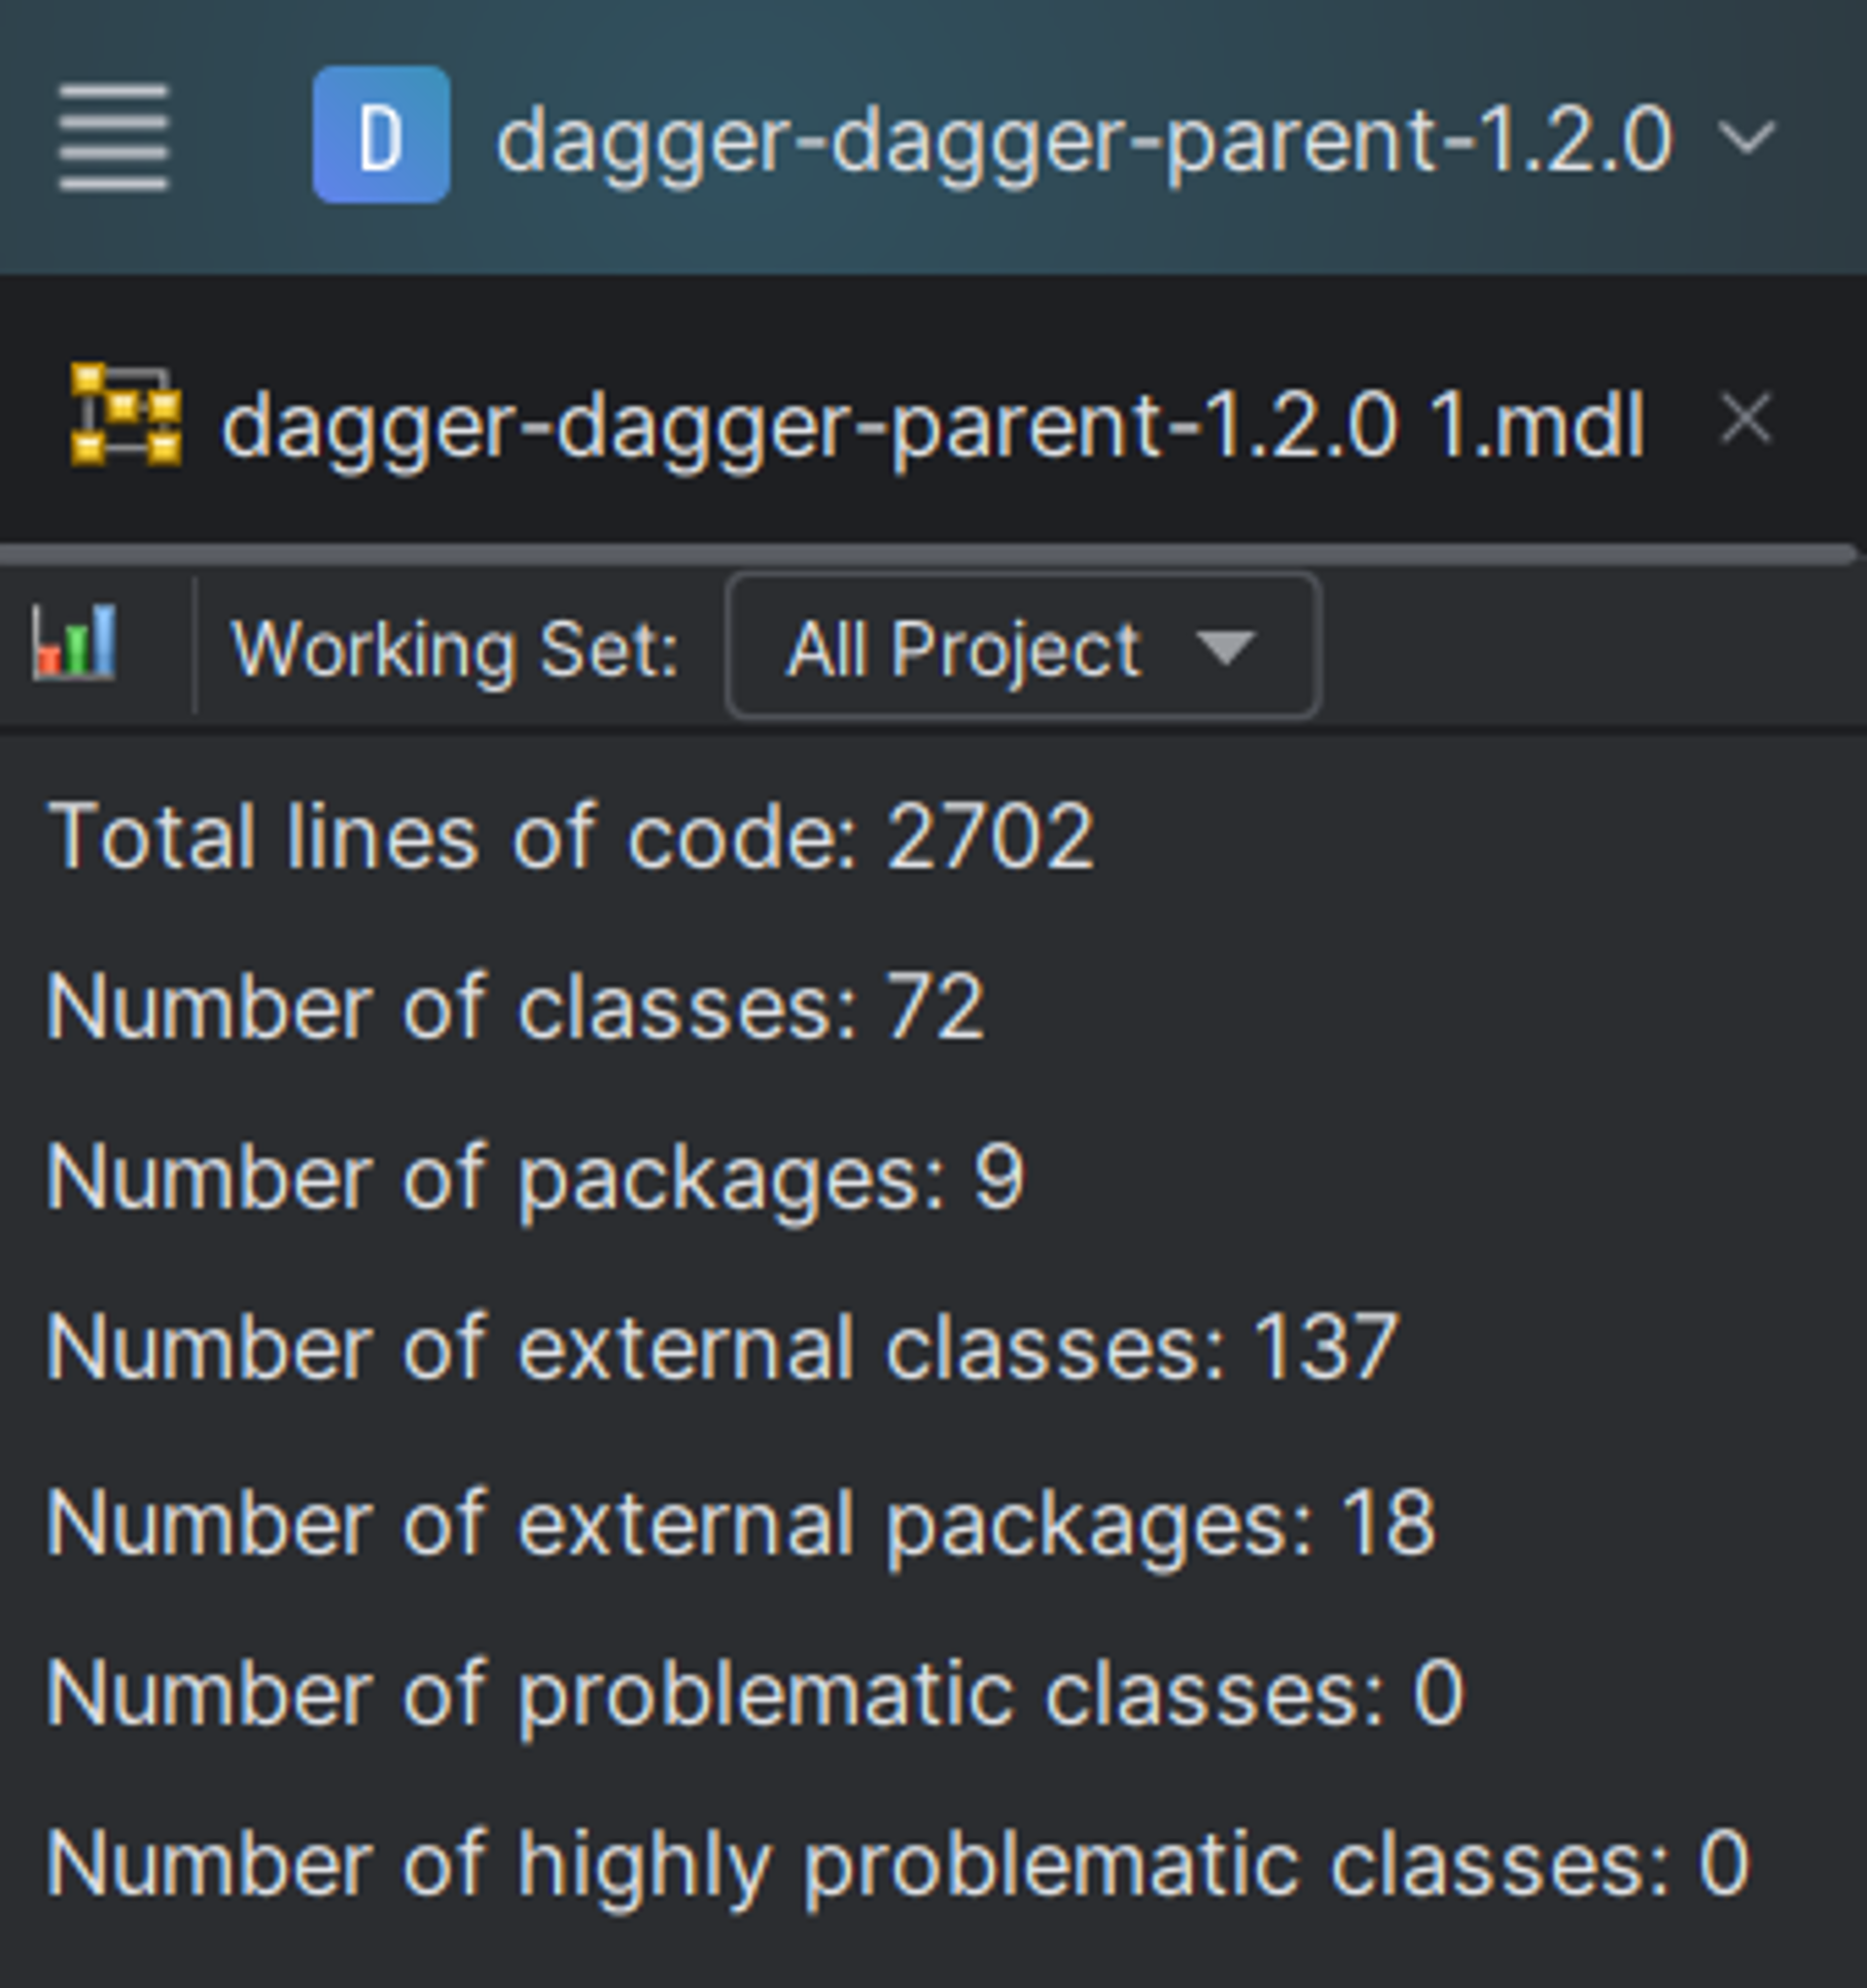 D dagger-dagger-parent-1.2.0
dagger-dagger-parent-1.2.0 1.mdl
Working Set: All Project
Total lines of code: 2702
Number of classes: 72
Number of packages: 9
Number of external classes: 137
Number of external packages: 18
Number of problematic classes: 0
Number of highly problematic classes: 0